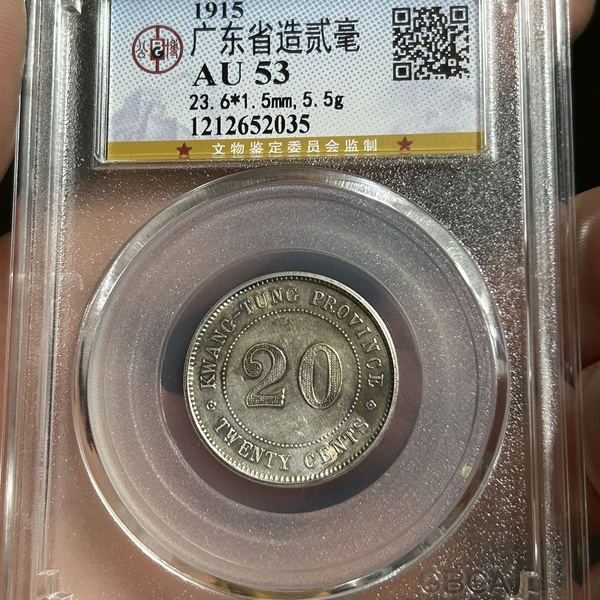 1915
广东省造贰毫
AU 53
23.6*1.5mm,5.5g
1212652035
文物鉴定委员会监制
KWANG-TUNG PROVINCE
20
TWENTY CENTS